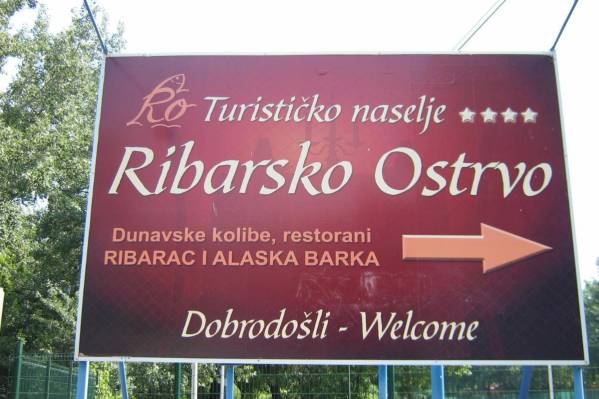 Ro Turističko naselje ★★★★
Ribarsko Ostrvo
Dunavske kolibe, restorani
RIBARAC I ALASKA BARKA
Dobrodošli - Welcome